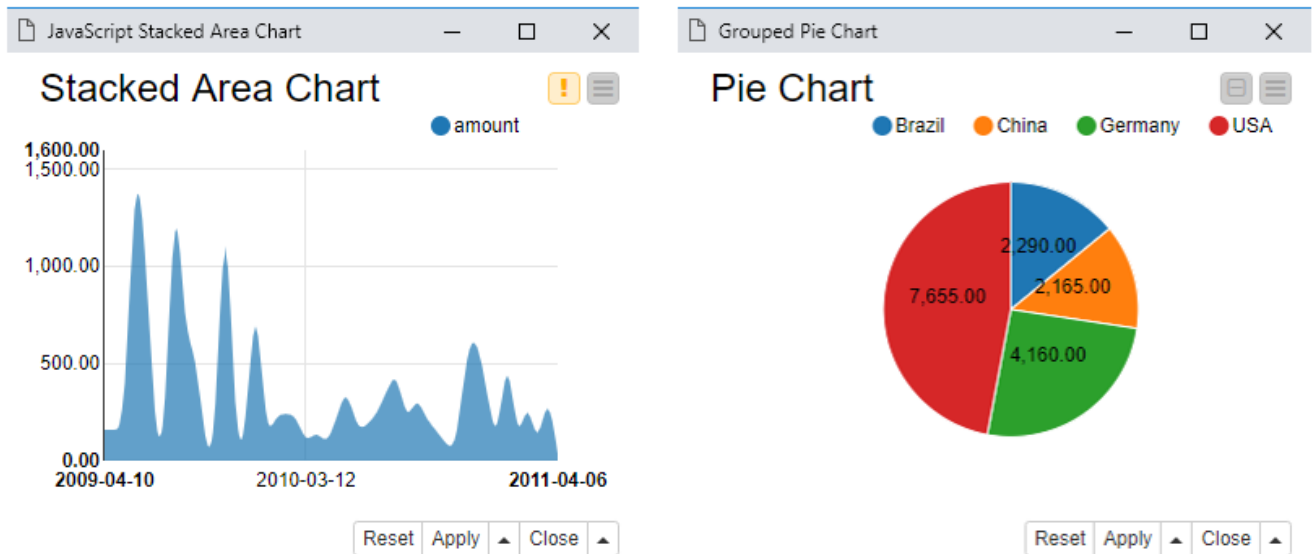 JavaScript Stacked Area Chart
Stacked Area Chart
!
amount
1,600.00
1,500.00
1,000.00
500.00
0.00
2009-04-10 2010-03-12 2011-04-06
Reset Apply Close
Grouped Pie Chart
Pie Chart
Brazil China Germany USA
2,290.00
2,165.00
7,655.00
4,160.00
Reset Apply Close